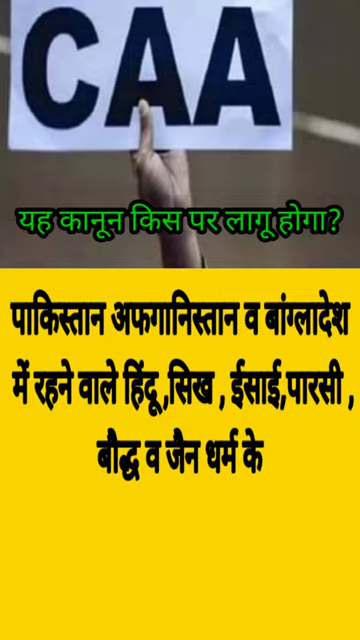 CAA
यह कानून किस पर लागू होगा?
पाकिस्तान अफगानिस्तान व बांग्लादेश
में रहने वाले हिंदू ,सिख , ईसाई,पारसी ,
बौद्ध व जैन धर्म के